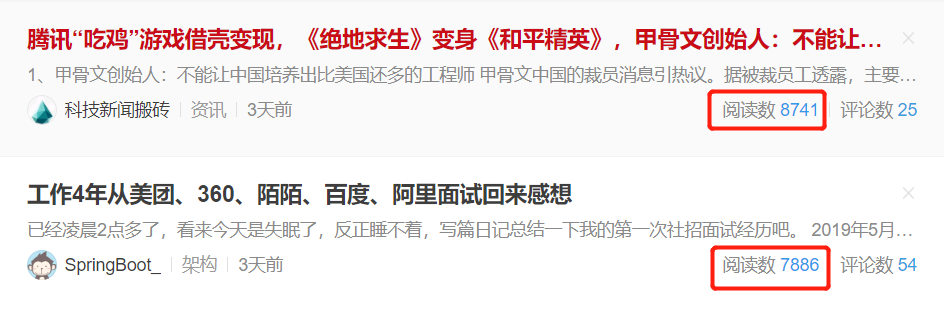 腾讯“吃鸡”游戏借壳变现，《绝地求生》变身《和平精英》，甲骨文创始人：不能让…
1、甲骨文创始人：不能让中国培养出比美国还多的工程师 甲骨文中国的裁员消息引热议。据被裁员工透露，主要…
科技新闻搬砖 资讯 3天前 阅读数 8741 评论数 25
工作4年从美团、360、陌陌、百度、阿里面试回来感想
已经凌晨2点多了，看来今天是失眠了，反正睡不着，写篇日记总结一下我的第一次社招面试经历吧。 2019年5月…
SpringBoot_ 架构 3天前 阅读数 7886 评论数 54